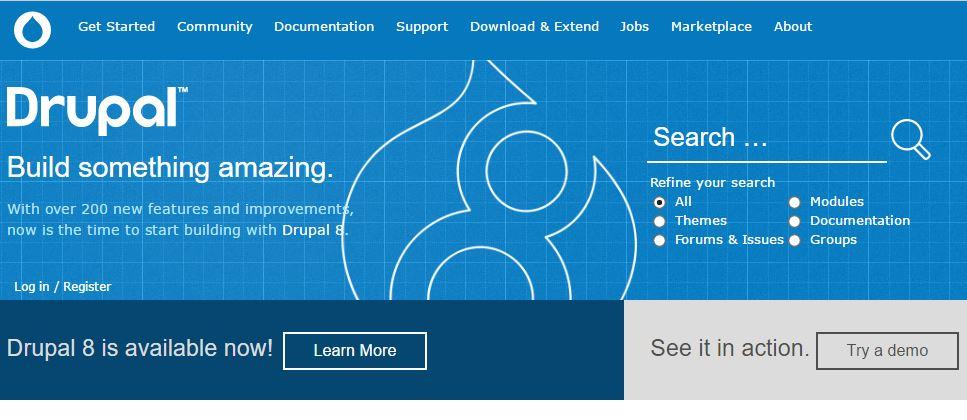 Get Started Community Documentation Support Download & Extend Jobs Marketplace About
Drupal™
Build something amazing.
With over 200 new features and improvements,
now is the time to start building with Drupal 8.
Log in / Register
Search ...
Refine your search
All Modules
Themes Documentation
Forums & Issues Groups
Drupal 8 is available now! Learn More
See it in action. Try a demo